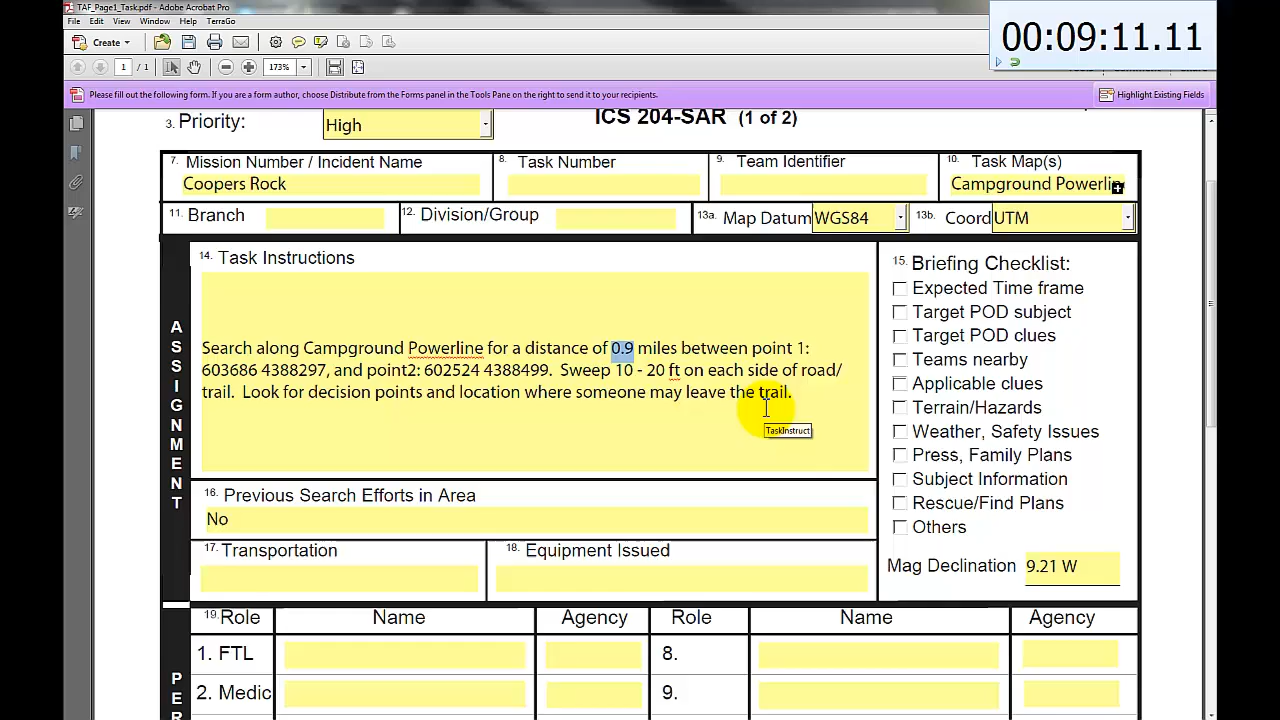 TAF_Page1_Task.pdf - Adobe Acrobat Pro
File Edit View Window Help TerraGo
00:09:11.11
Create
1 / 1 173%
Please fill out the following form. If you are a form author, choose Distribute from the Forms panel in the Tools Pane on the right to send it to your recipients.
Highlight Existing Fields
3. Priority: High
ICS 204-SAR (1 of 2)
7. Mission Number / Incident Name
8. Task Number
9. Team Identifier
10. Task Map(s)
Coopers Rock
Campground Powerlin
11. Branch
12. Division/Group
13a. Map Datum WGS84
13b. Coord UTM
ASSIGNMENT
14. Task Instructions
Search along Campground Powerline for a distance of 0.9 miles between point 1:
603686 4388297, and point2: 602524 4388499. Sweep 10 - 20 ft on each side of road/
trail. Look for decision points and location where someone may leave the trail.
TaskInstruct
15. Briefing Checklist:
Expected Time frame
Target POD subject
Target POD clues
Teams nearby
Applicable clues
Terrain/Hazards
Weather, Safety Issues
Press, Family Plans
Subject Information
Rescue/Find Plans
Others
Mag Declination 9.21 W
16. Previous Search Efforts in Area
No
17. Transportation
18. Equipment Issued
19. Role Name Agency Role Name Agency
1. FTL 8.
2. Medic 9.
PER